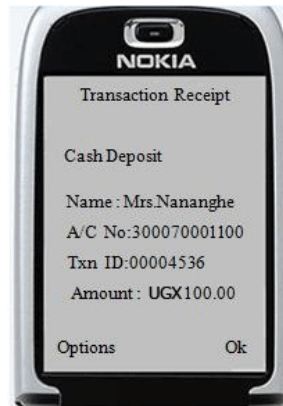 NOKIA
Transaction Receipt
Cash Deposit
Name : Mrs.Nananghe
A/C No:300070001100
Txn ID:00004536
Amount : UGX100.00
Options Ok